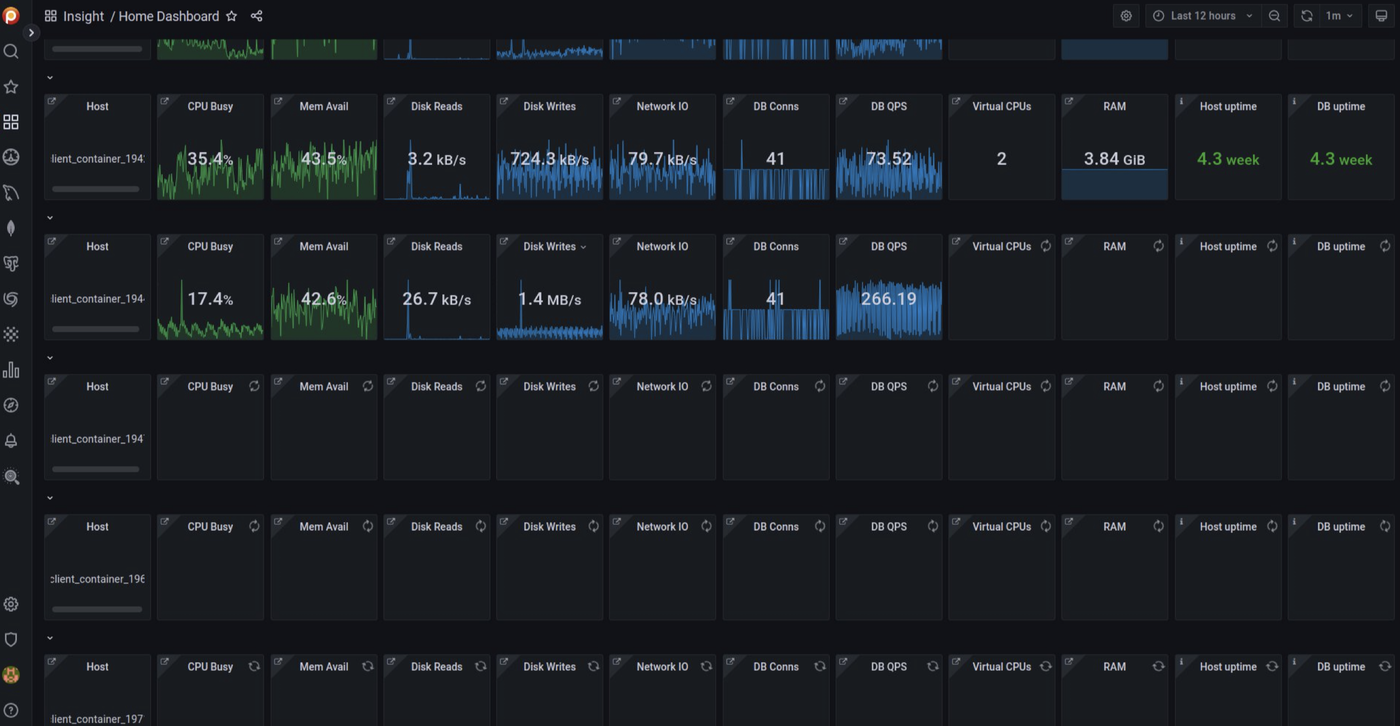 Insight / Home Dashboard
Last 12 hours
1m
Host CPU Busy Mem Avail Disk Reads Disk Writes Network IO DB Conns DB QPS Virtual CPUs RAM Host uptime DB uptime
lient_container_194 35.4% 43.5% 3.2 kB/s 724.3 kB/s 79.7 kB/s 41 73.52 2 3.84 GiB 4.3 week 4.3 week
Host CPU Busy Mem Avail Disk Reads Disk Writes Network IO DB Conns DB QPS Virtual CPUs RAM Host uptime DB uptime
lient_container_194 17.4% 42.6% 26.7 kB/s 1.4 MB/s 78.0 kB/s 41 266.19
Host CPU Busy Mem Avail Disk Reads Disk Writes Network IO DB Conns DB QPS Virtual CPUs RAM Host uptime DB uptime
lient_container_194
Host CPU Busy Mem Avail Disk Reads Disk Writes Network IO DB Conns DB QPS Virtual CPUs RAM Host uptime DB uptime
client_container_196
Host CPU Busy Mem Avail Disk Reads Disk Writes Network IO DB Conns DB QPS Virtual CPUs RAM Host uptime DB uptime
lient_container_197